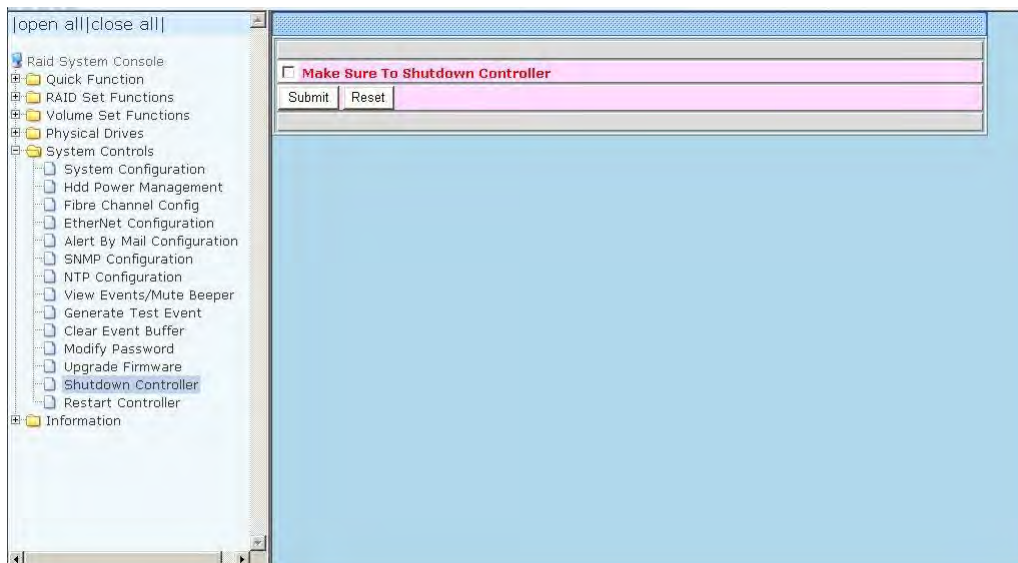 |open all|close all|
Raid System Console
Quick Function
RAID Set Functions
Volume Set Functions
Physical Drives
System Controls
System Configuration
Hdd Power Management
Fibre Channel Config
EtherNet Configuration
Alert By Mail Configuration
SNMP Configuration
NTP Configuration
View Events/Mute Beeper
Generate Test Event
Clear Event Buffer
Modify Password
Upgrade Firmware
Shutdown Controller
Restart Controller
Information
Make Sure To Shutdown Controller
Submit Reset